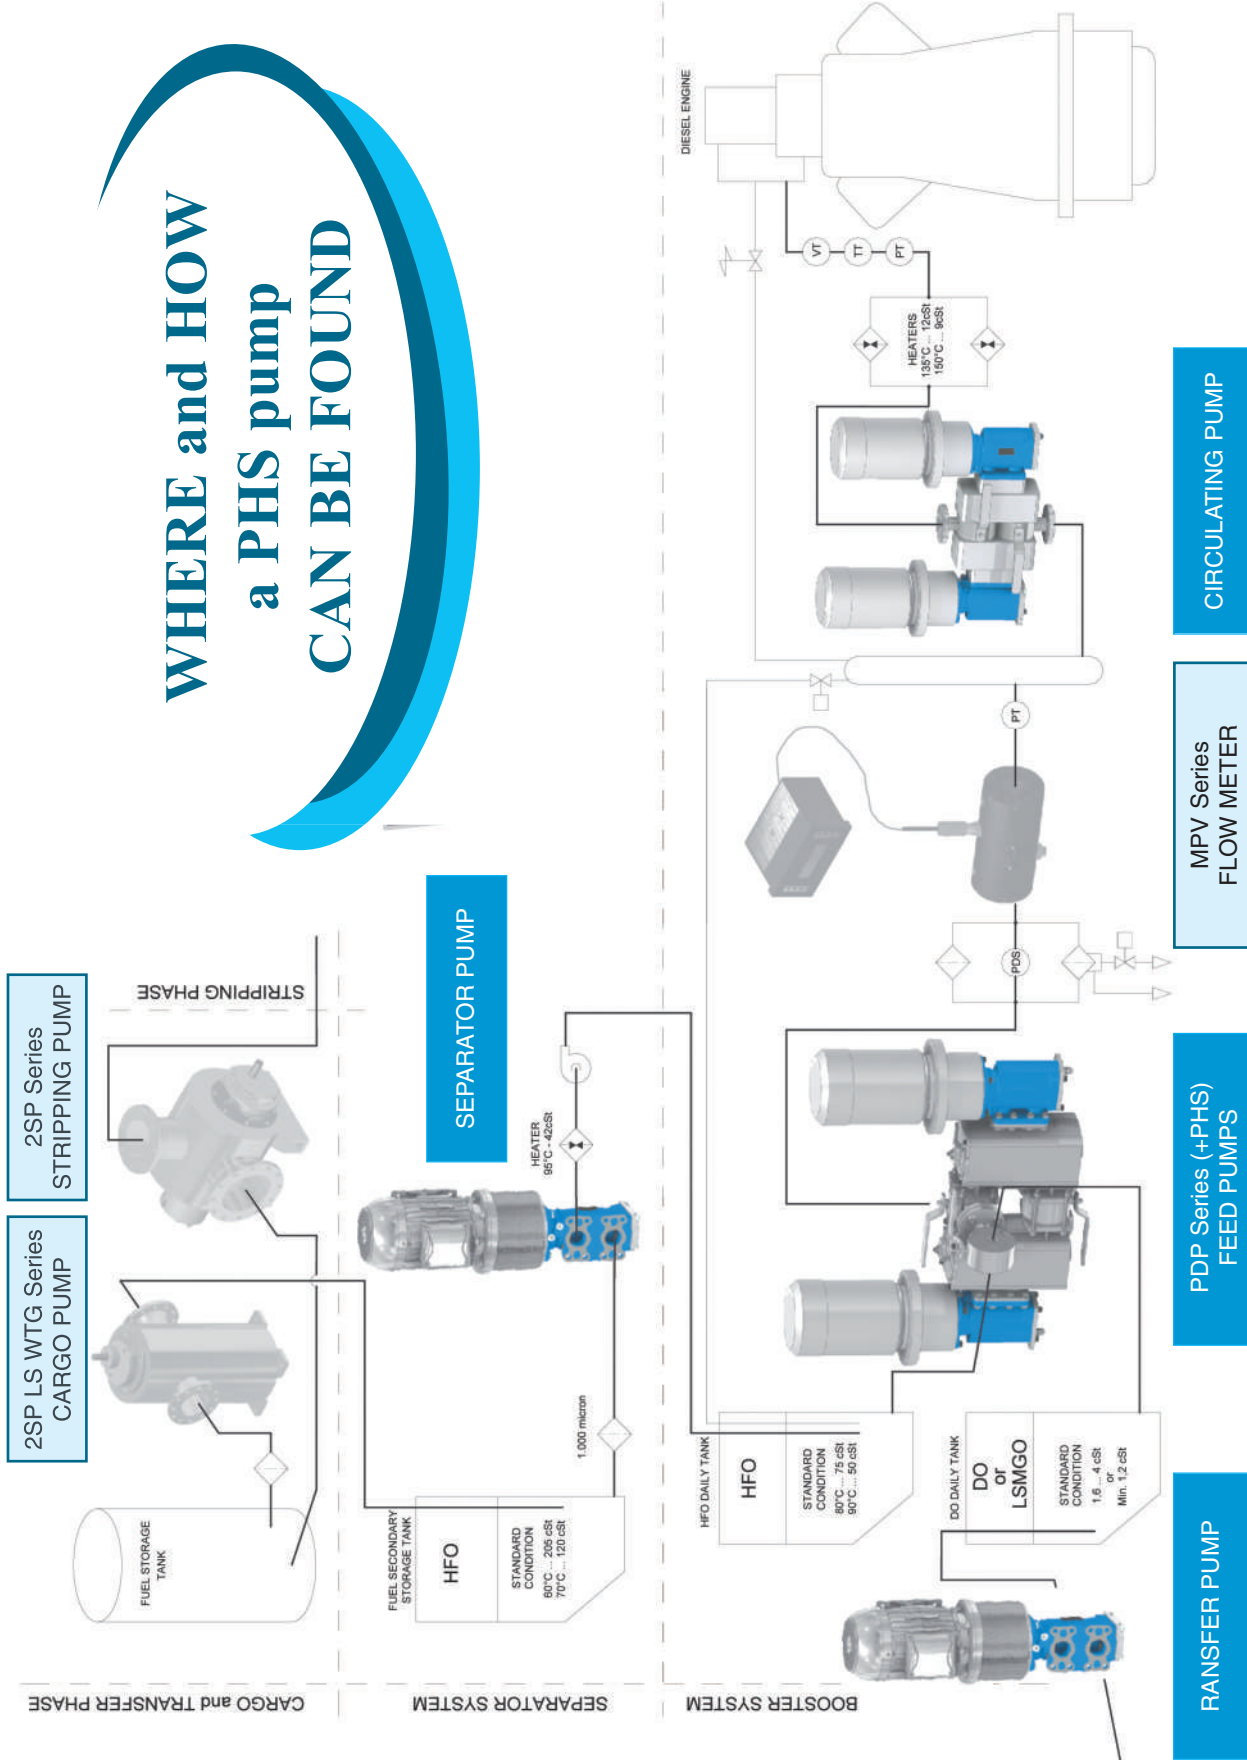 WHERE and HOW
a PHS pump
CAN BE FOUND
2SP LS WTG Series
CARGO PUMP
2SP Series
STRIPPING PUMP
CARGO and TRANSFER PHASE
STRIPPING PHASE
FUEL STORAGE
TANK
SEPARATOR SYSTEM
SEPARATOR PUMP
FUEL SECONDARY
STORAGE TANK
HFO
STANDARD
CONDITION
60°C ... 205 cSt
70°C ... 120 cSt
1.000 micron
HEATER
95°C - 42cSt
BOOSTER SYSTEM
HFO DAILY TANK
HFO
STANDARD
CONDITION
80°C ... 75 cSt
90°C ... 50 cSt
DO DAILY TANK
DO
or
LSMGO
STANDARD
CONDITION
1,6 ... 4 cSt
or
Min. 1,2 cSt
PDS
PT
HEATERS
135°C ... 12cSt
150°C ... 9cSt
VT
TT
PT
DIESEL ENGINE
RANSFER PUMP
PDP Series (+PHS)
FEED PUMPS
MPV Series
FLOW METER
CIRCULATING PUMP